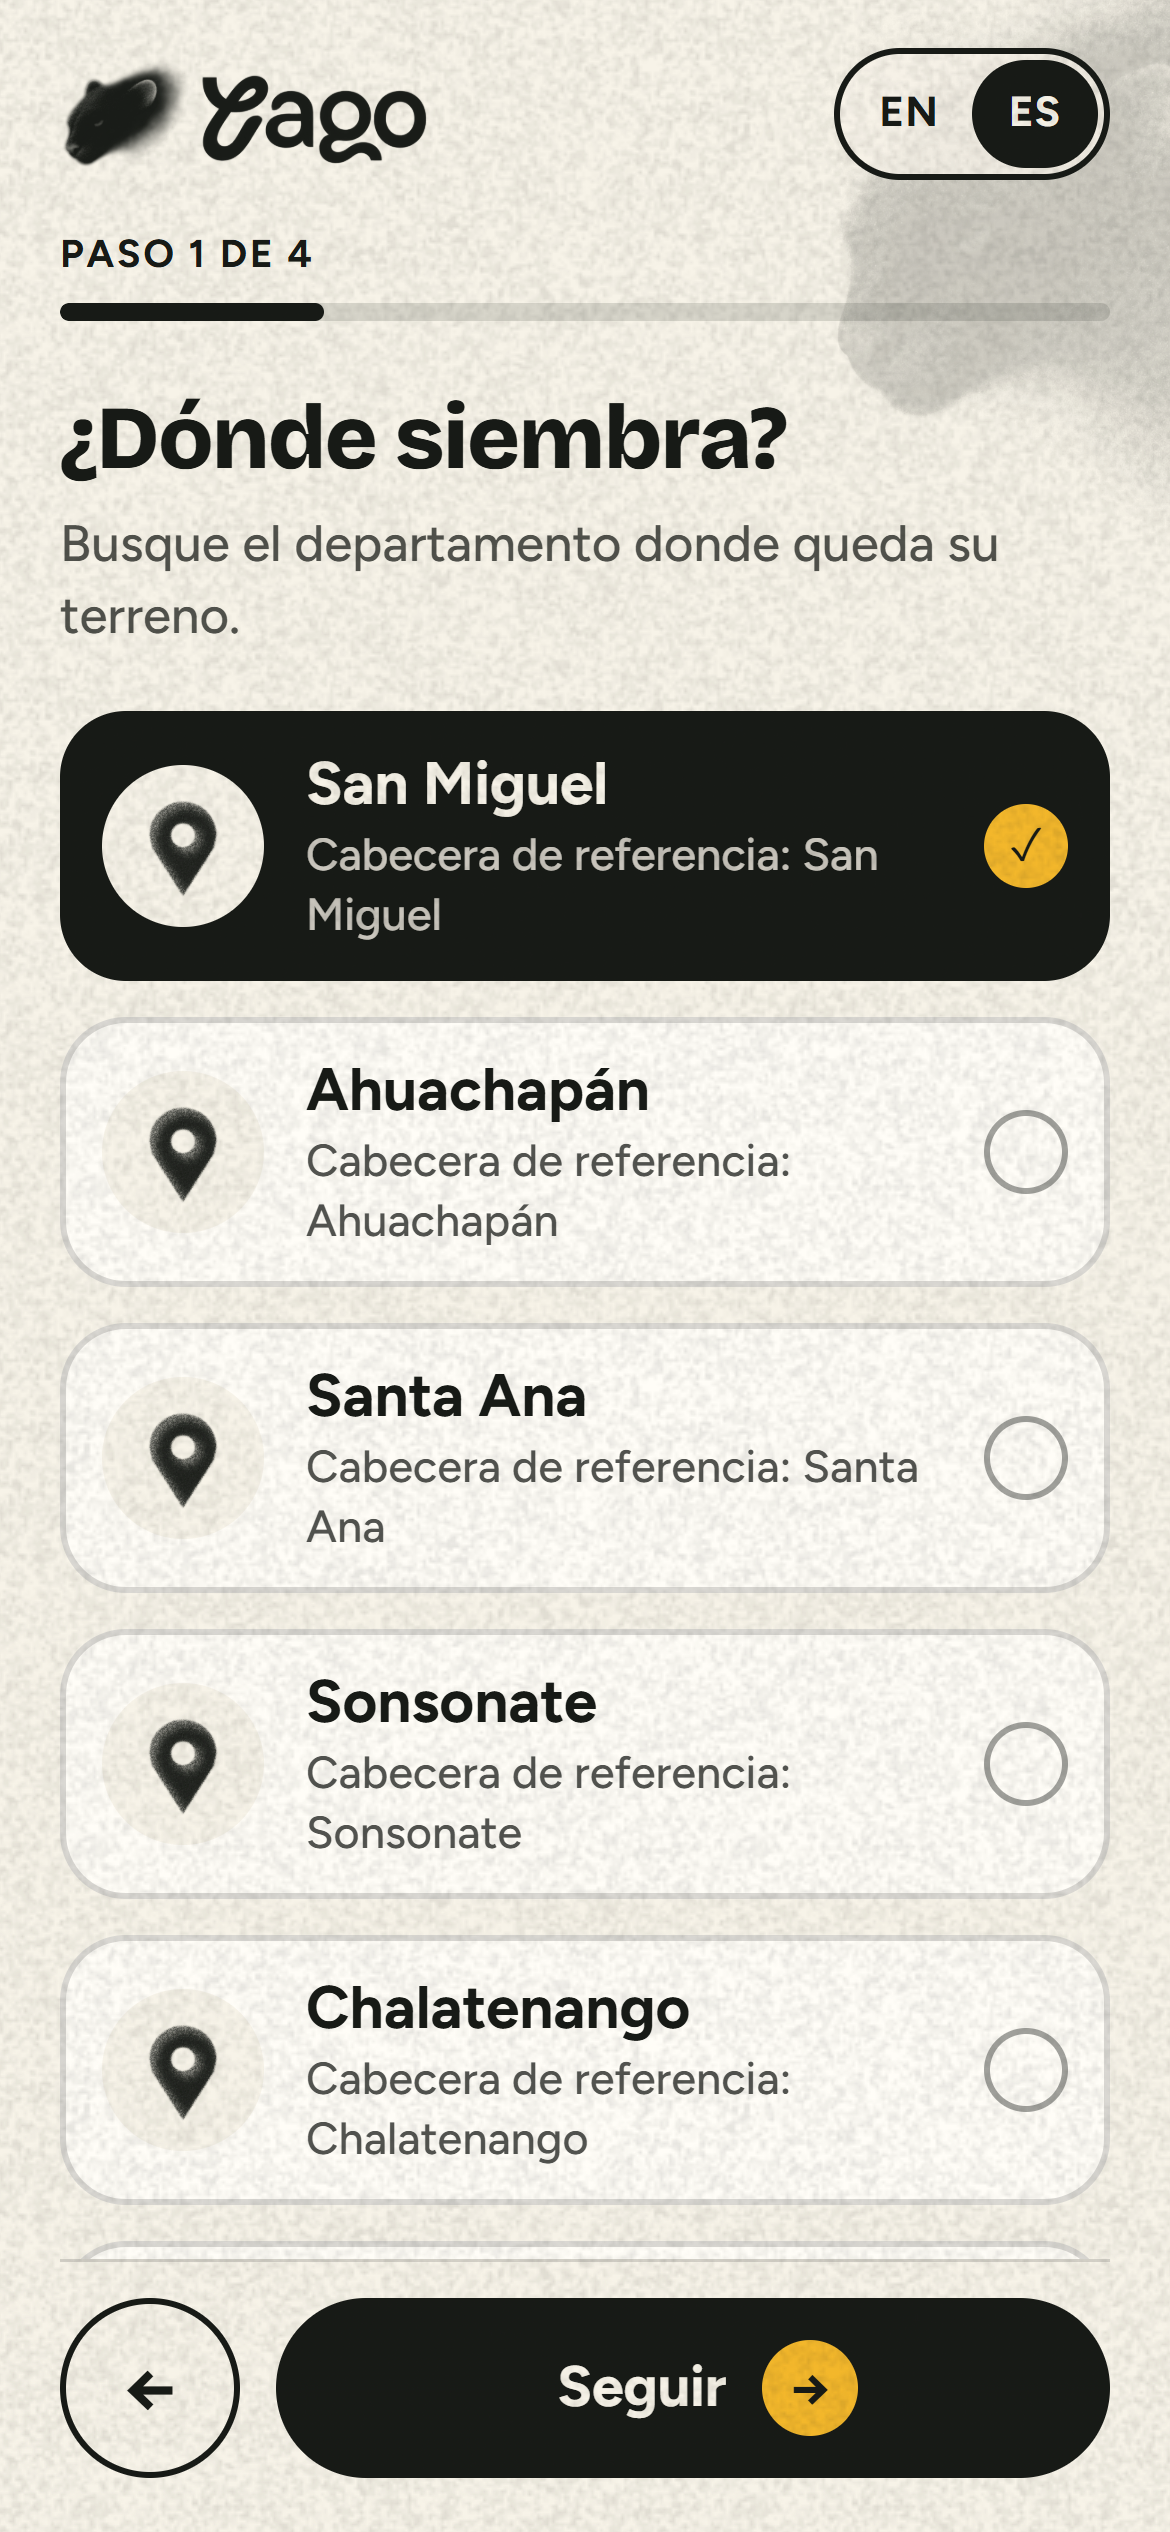 Yago
EN ES
PASO 1 DE 4
¿Dónde siembra?
Busque el departamento donde queda su
terreno.
San Miguel
Cabecera de referencia: San
Miguel
Ahuachapán
Cabecera de referencia:
Ahuachapán
Santa Ana
Cabecera de referencia: Santa
Ana
Sonsonate
Cabecera de referencia:
Sonsonate
Chalatenango
Cabecera de referencia:
Chalatenango
Seguir